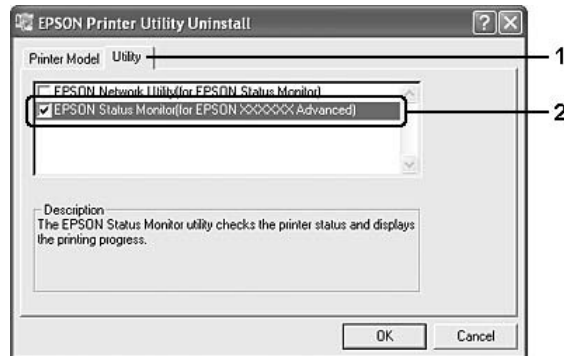 EPSON Printer Utility Uninstall
Printer Model Utility 1
EPSON Network Utility(for EPSON Status Monitor)
EPSON Status Monitor(for EPSON XXXXXX Advanced) 2
Description
The EPSON Status Monitor utility checks the printer status and displays
the printing progress.
OK Cancel